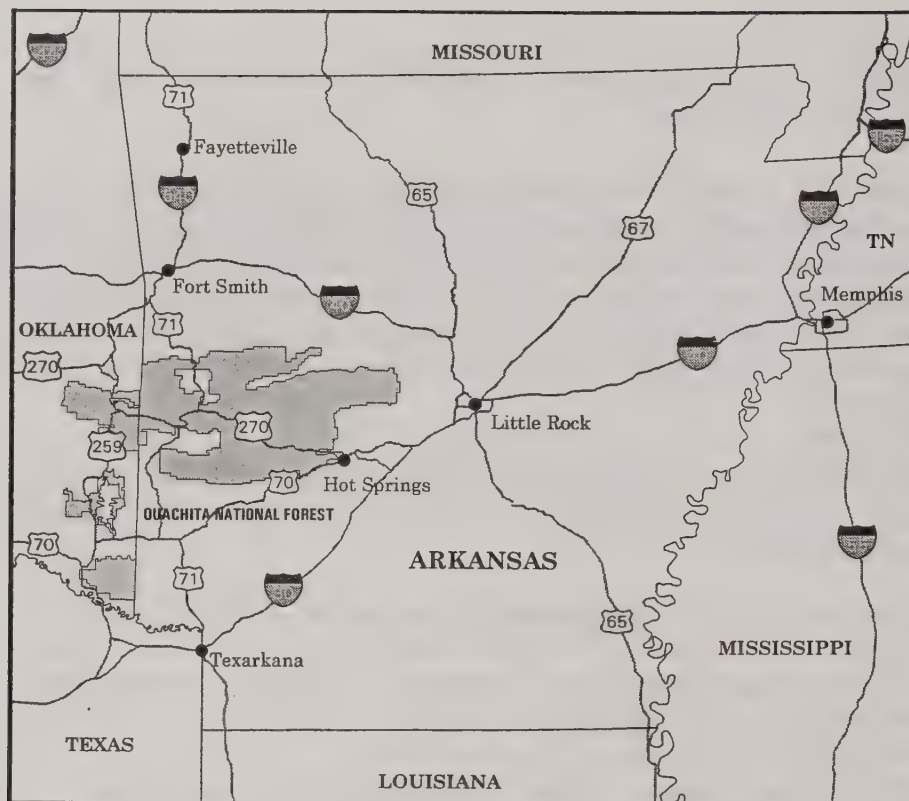 MISSOURI
71
Fayetteville
65
67
TN
Fort Smith
Memphis
OKLAHOMA
71
270
Little Rock
270
259
Hot Springs
70
OUACHITA NATIONAL FOREST
70
ARKANSAS
71
65
MISSISSIPPI
Texarkana
TEXAS
LOUISIANA